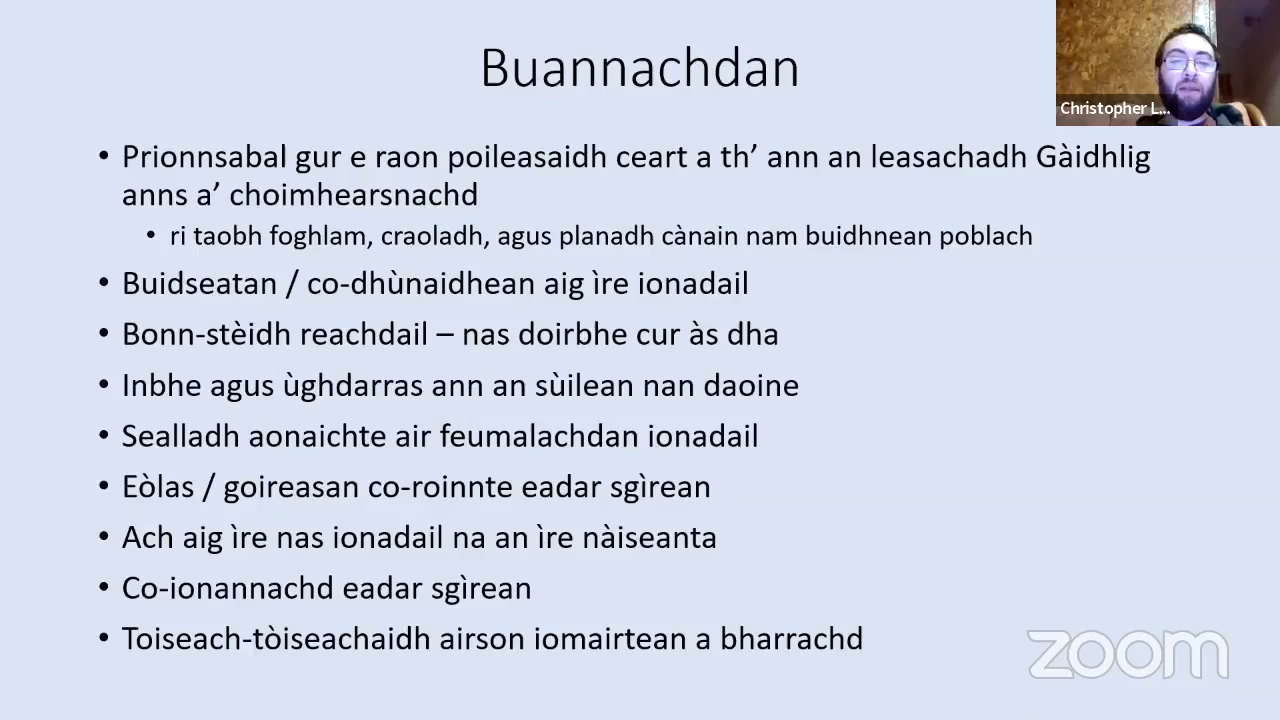 Buannachdan
Christopher L...
• Prionnsabal gur e raon poileasaidh ceart a th’ ann an leasachadh Gàidhlig
anns a’ choimhearsnachd
• ri taobh foghlam, craoladh, agus planadh cànain nam buidhnean poblach
• Buidseatan / co-dhùnaidhean aig ìre ionadail
• Bonn-stèidh reachdail – nas doirbhe cur às dha
• Inbhe agus ùghdarras ann an sùilean nan daoine
• Sealladh aonaichte air feumalachdan ionadail
• Eòlas / goireasan co-roinnte eadar sgìrean
• Ach aig ìre nas ionadail na an ìre nàiseanta
• Co-ionannachd eadar sgìrean
• Toiseach-tòiseachaidh airson iomairtean a bharrachd
zoom